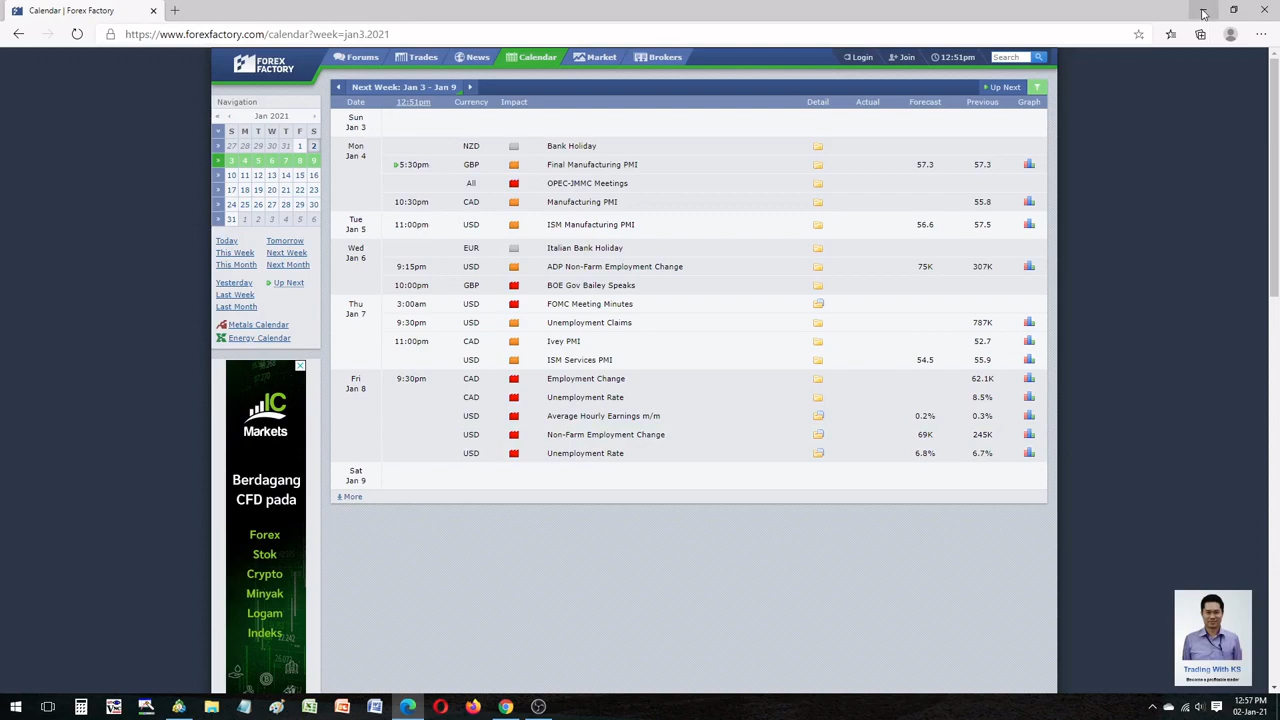 Calendar | Forex Factory
https://www.forexfactory.com/calendar?week=jan3.2021
FOREX
FACTORY
Forums Trades News Calendar Market Brokers Login Join 12:51pm Search
Navigation
Jan 2021
S M T W T F S
27 28 29 30 31 1 2
3 4 5 6 7 8 9
10 11 12 13 14 15 16
17 18 19 20 21 22 23
24 25 26 27 28 29 30
31 1 2 3 4 5 6
Today Tomorrow
This Week Next Week
This Month Next Month
Yesterday Up Next
Last Week
Last Month
Metals Calendar
Energy Calendar
IC
Markets
Berdagang
CFD pada
Forex
Stok
Crypto
Minyak
Logam
Indeks
Next Week: Jan 3 - Jan 9 Up Next
Date 12:51pm Currency Impact Detail Actual Forecast Previous Graph
Sun
Jan 3
Mon
Jan 4
NZD Bank Holiday
5:30pm GBP Final Manufacturing PMI 57.3 57.3
All OPEC-JMMC Meetings
10:30pm CAD Manufacturing PMI 55.8
Tue
Jan 5
11:00pm USD ISM Manufacturing PMI 56.6 57.5
Wed
Jan 6
EUR Italian Bank Holiday
9:15pm USD ADP Non-Farm Employment Change 75K 307K
10:00pm GBP BOE Gov Bailey Speaks
Thu
Jan 7
3:00am USD FOMC Meeting Minutes
9:30pm USD Unemployment Claims 787K
11:00pm CAD Ivey PMI 52.7
USD ISM Services PMI 54.5 55.9
Fri
Jan 8
9:30pm CAD Employment Change 62.1K
CAD Unemployment Rate 8.5%
USD Average Hourly Earnings m/m 0.2% 0.3%
USD Non-Farm Employment Change 69K 245K
USD Unemployment Rate 6.8% 6.7%
Sat
Jan 9
More
Trading With KS
Become a profitable trader
12:57 PM
02-Jan-21